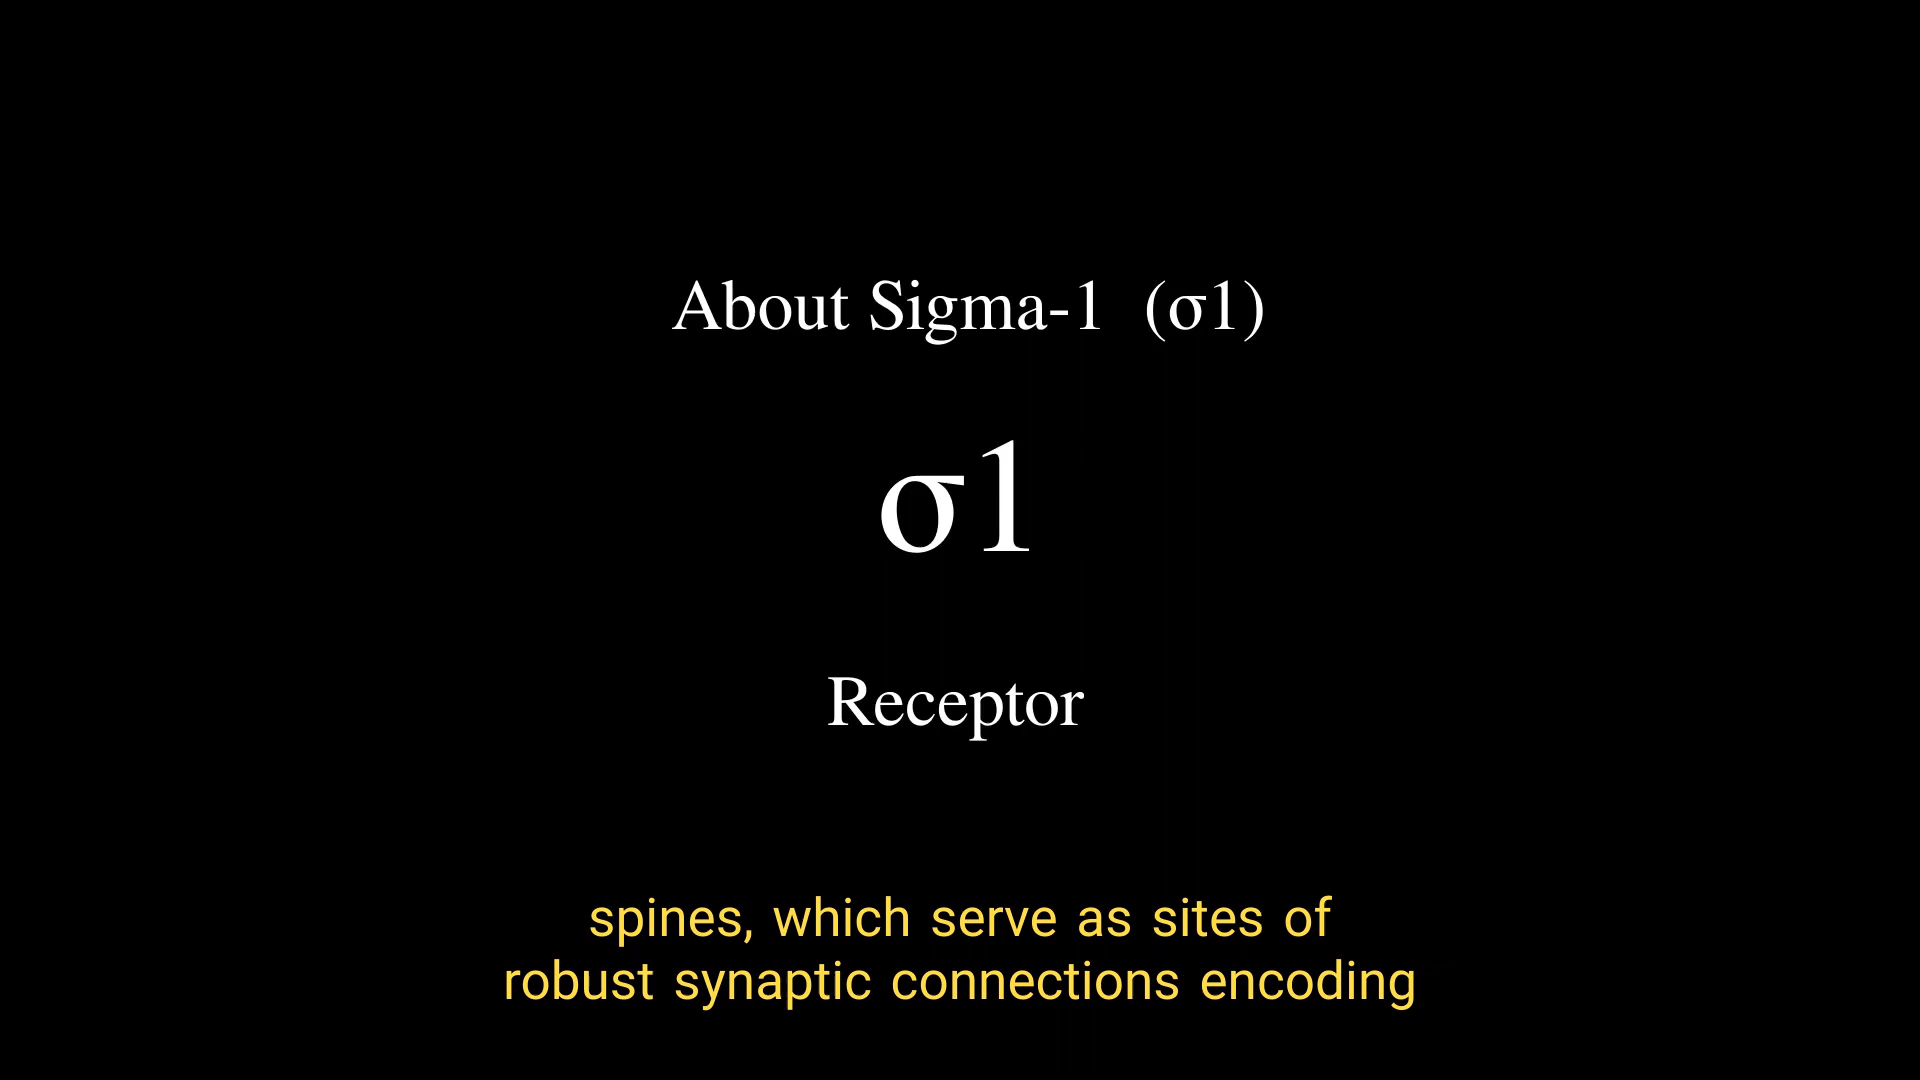 About Sigma-1  (σ1)
σ1
Receptor
spines, which serve as sites of
robust synaptic connections encoding